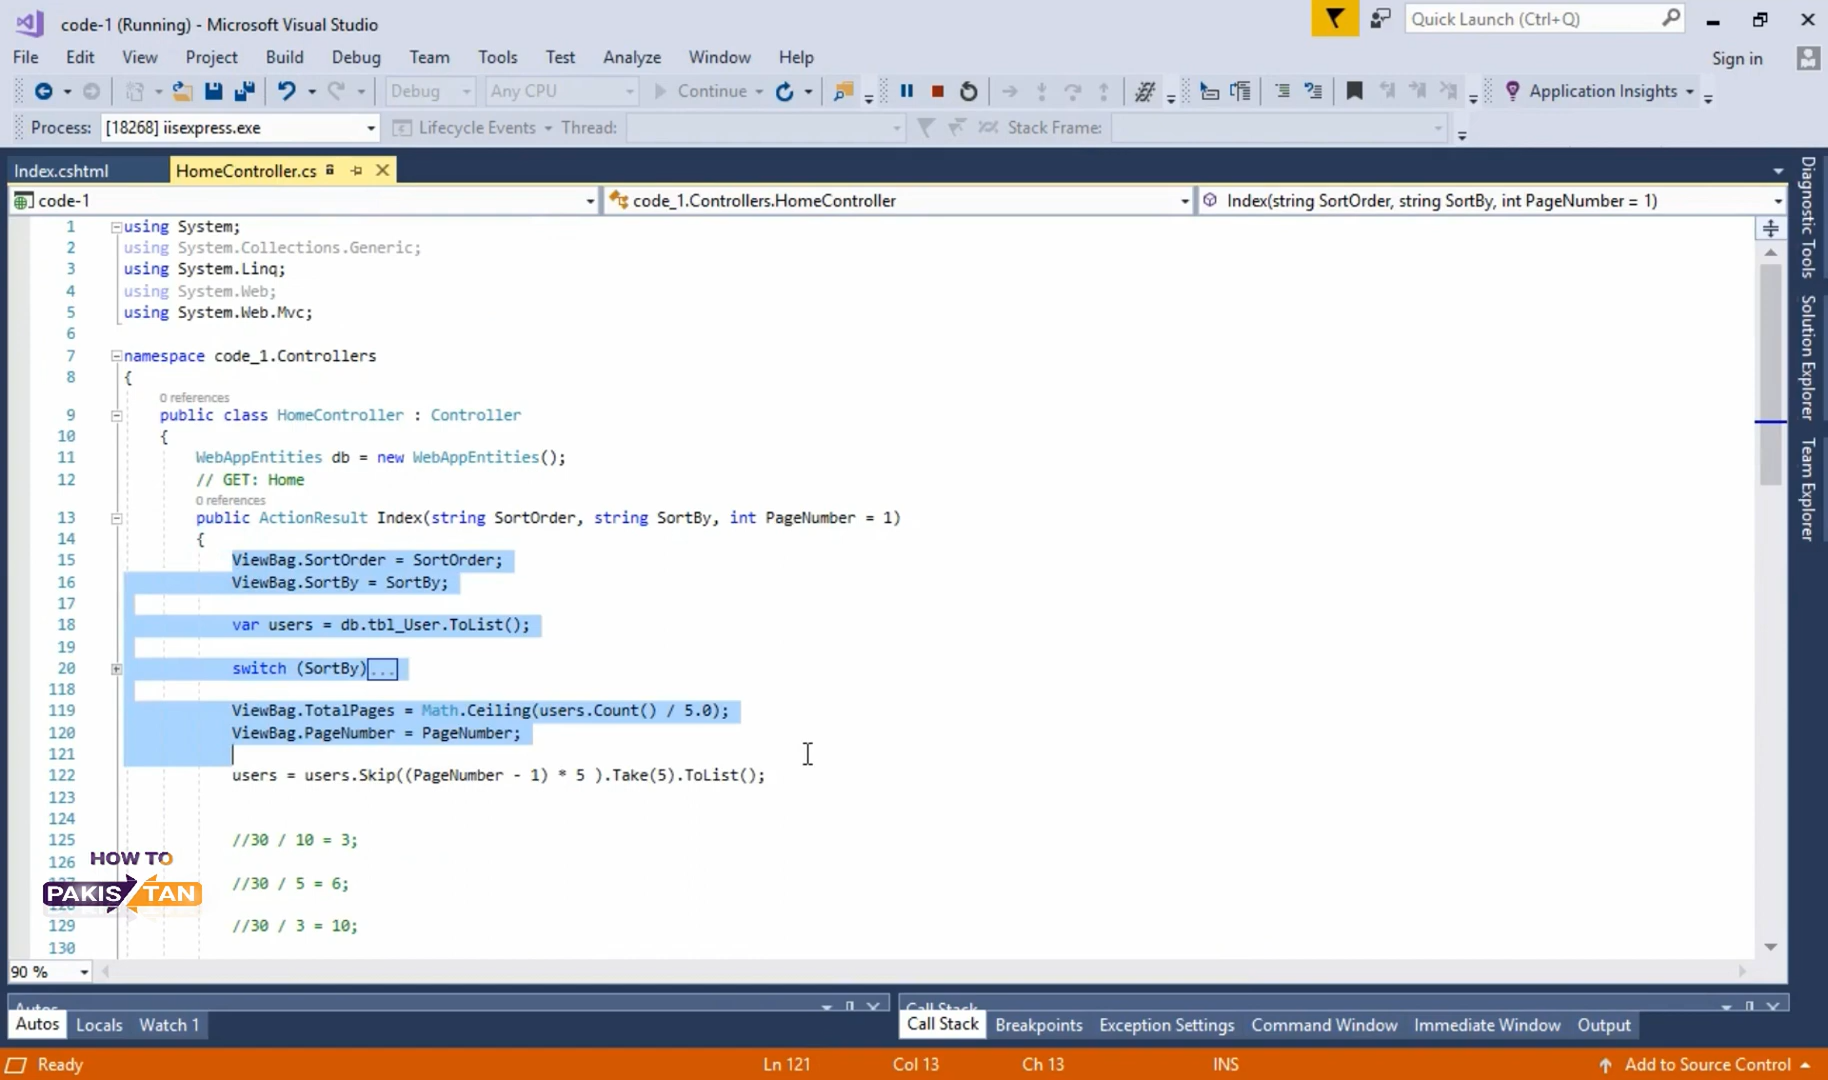 code-1 (Running) - Microsoft Visual Studio
Quick Launch (Ctrl+Q)
File Edit View Project Build Debug Team Tools Test Analyze Window Help
Sign in
Debug Any CPU Continue Application Insights
Process: [18268] iisexpress.exe Lifecycle Events Thread: Stack Frame:
Index.cshtml HomeController.cs
code-1 code_1.Controllers.HomeController Index(string SortOrder, string SortBy, int PageNumber = 1)
1 using System;
2 using System.Collections.Generic;
3 using System.Linq;
4 using System.Web;
5 using System.Web.Mvc;
6
7 namespace code_1.Controllers
8 {
0 references
9 public class HomeController : Controller
10 {
11 WebAppEntities db = new WebAppEntities();
12 // GET: Home
0 references
13 public ActionResult Index(string SortOrder, string SortBy, int PageNumber = 1)
14 {
15 ViewBag.SortOrder = SortOrder;
16 ViewBag.SortBy = SortBy;
17
18 var users = db.tbl_User.ToList();
19
20 switch (SortBy)...
118
119 ViewBag.TotalPages = Math.Ceiling(users.Count() / 5.0);
120 ViewBag.PageNumber = PageNumber;
121
122 users = users.Skip((PageNumber - 1) * 5 ).Take(5).ToList();
123
124
125 //30 / 10 = 3;
126
//30 / 5 = 6;
129 //30 / 3 = 10;
130
HOW TO
PAKISTAN
90 %
Diagnostic Tools
Solution Explorer
Team Explorer
Autos
Call Stack
Autos Locals Watch 1
Call Stack Breakpoints Exception Settings Command Window Immediate Window Output
Ready Ln 121 Col 13 Ch 13 INS Add to Source Control